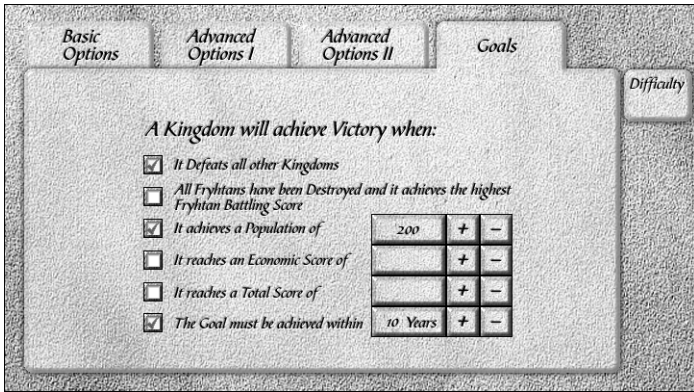 Basic
Options
Advanced
Options I
Advanced
Options II
Goals
Difficulty
A Kingdom will achieve Victory when:
It Defeats all other Kingdoms
All Fryhtans have been Destroyed and it achieves the highest
Fryhtan Battling Score
It achieves a Population of 200 + -
It reaches an Economic Score of + -
It reaches a Total Score of + -
The Goal must be achieved within 10 Years + -